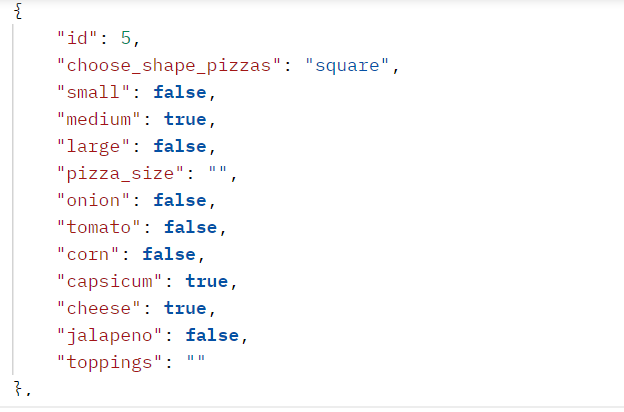 {
"id": 5,
"choose_shape_pizzas": "square",
"small": false,
"medium": true,
"large": false,
"pizza_size": "",
"onion": false,
"tomato": false,
"corn": false,
"capsicum": true,
"cheese": true,
"jalapeno": false,
"toppings": ""
},